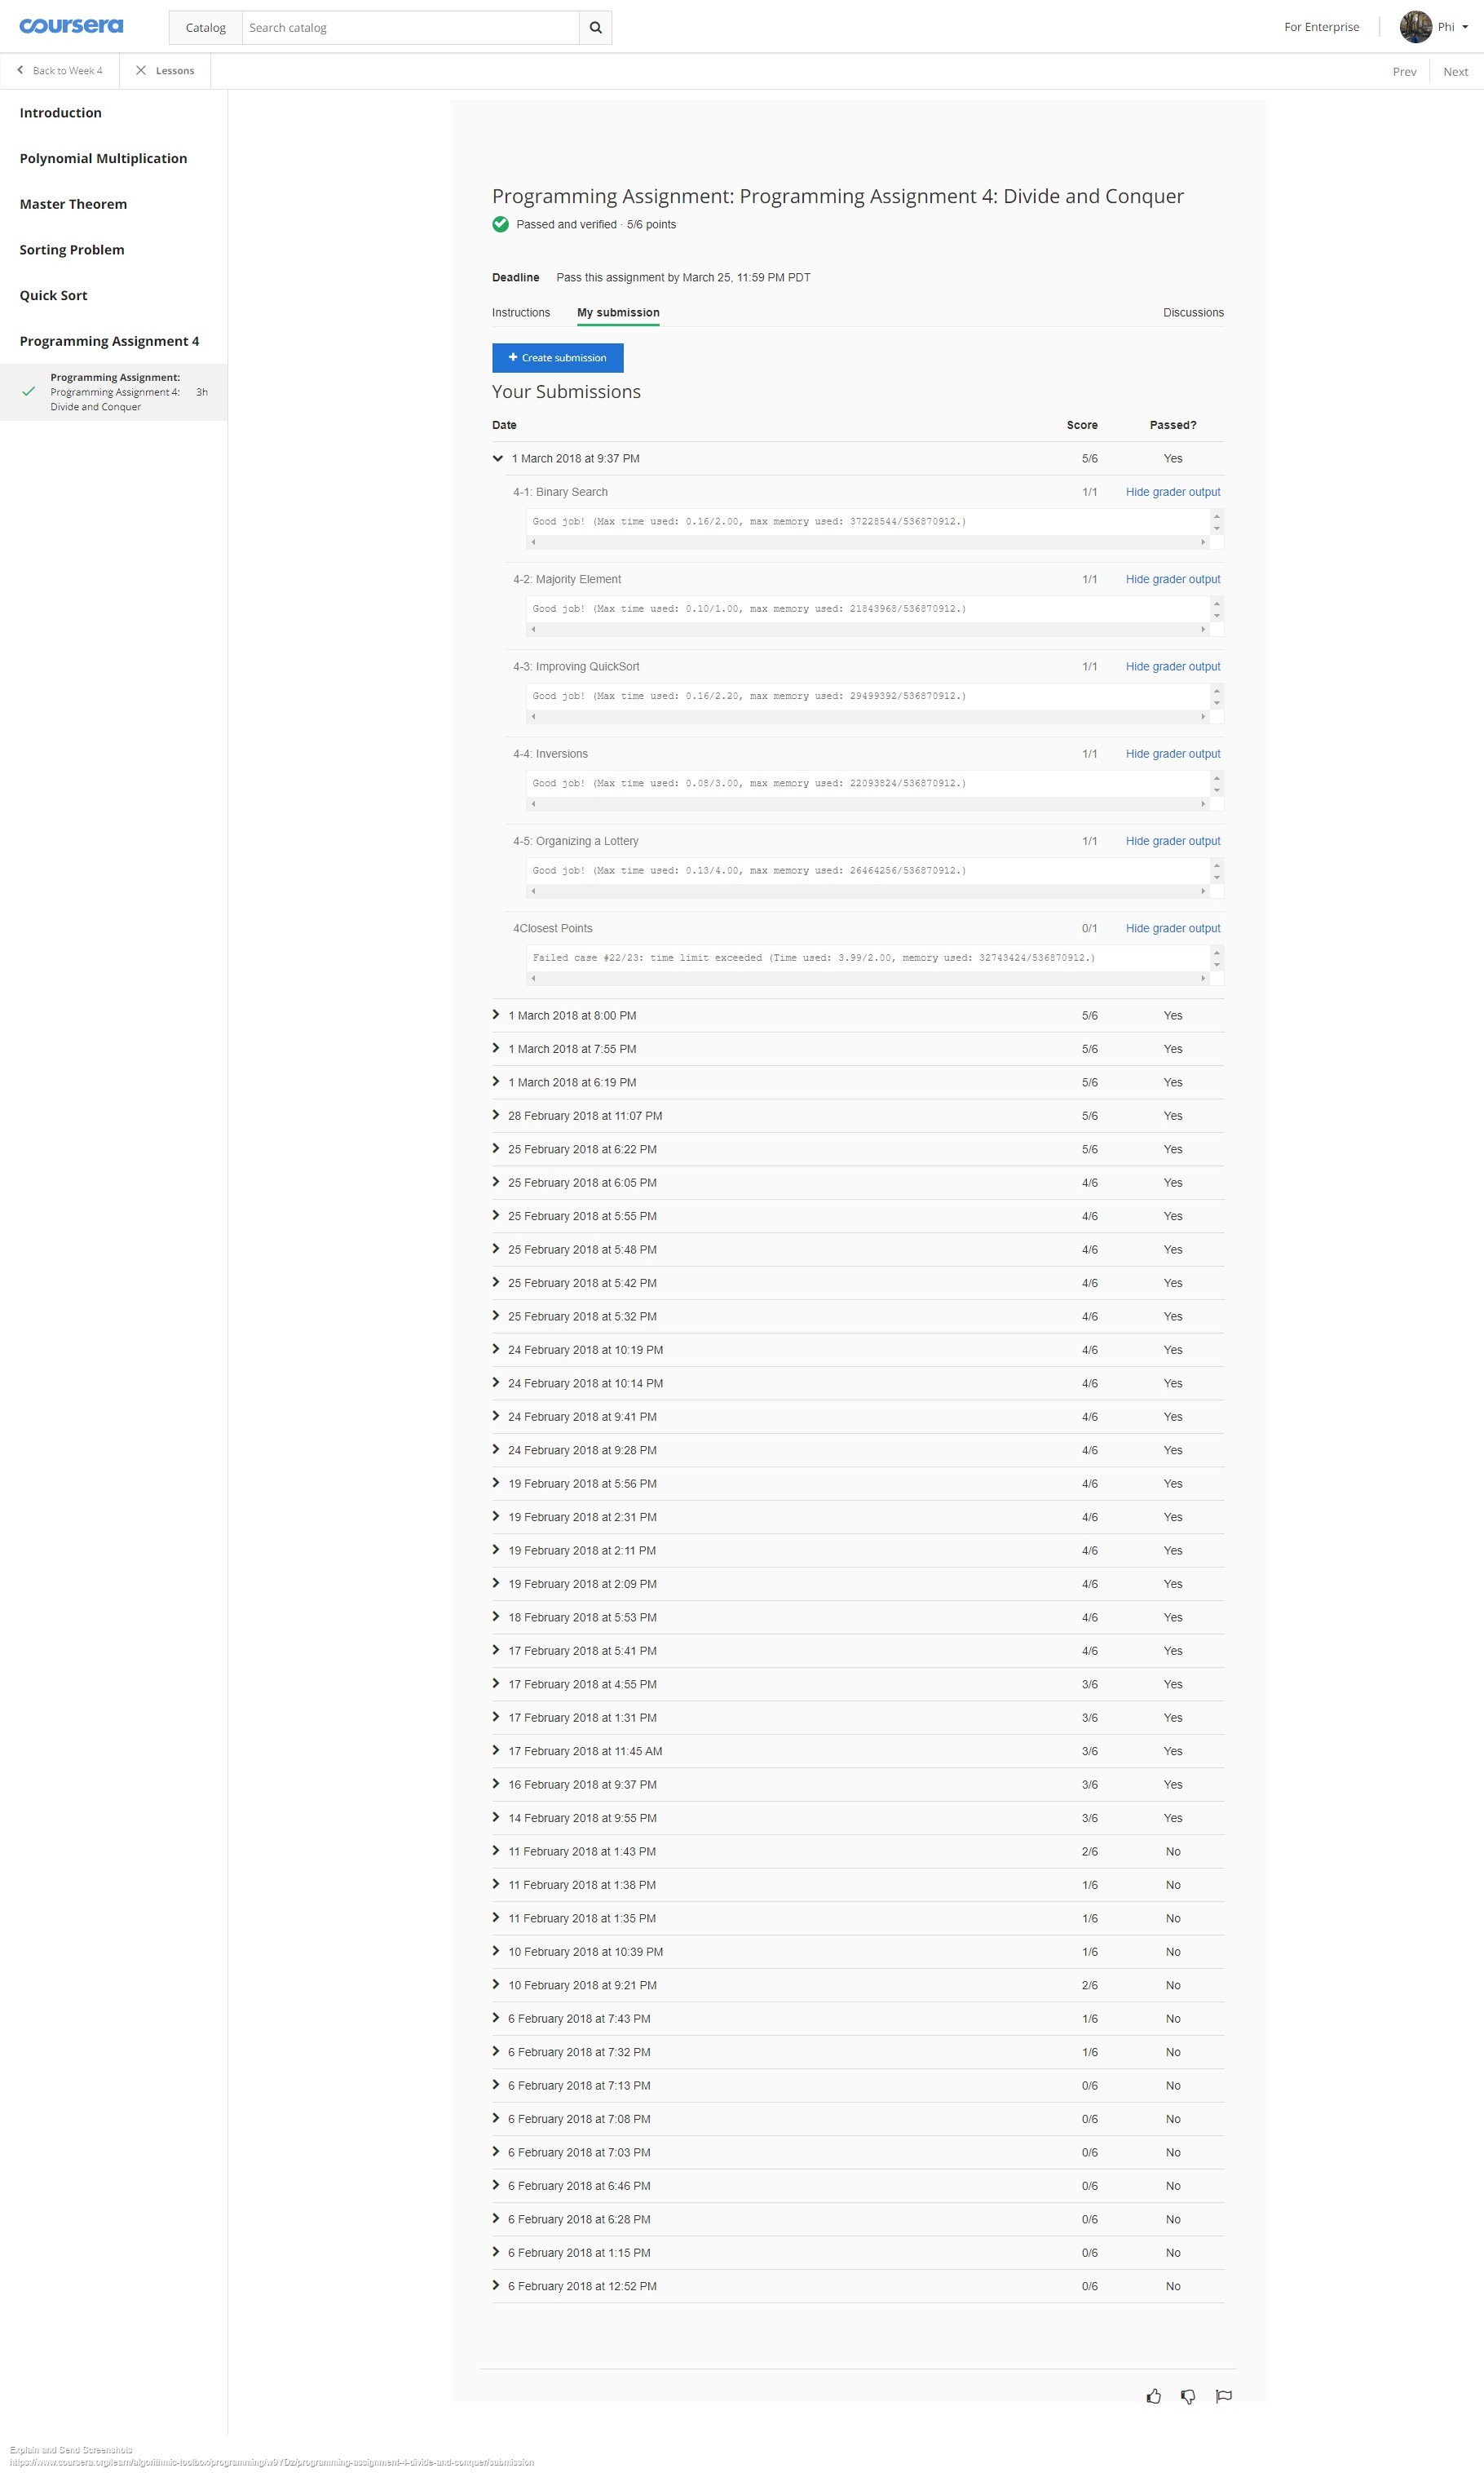 coursera Catalog Search catalog For Enterprise Phi
Back to Week 4 Lessons Prev Next
Introduction
Polynomial Multiplication
Master Theorem
Sorting Problem
Quick Sort
Programming Assignment 4
Programming Assignment:
Programming Assignment 4: 3h
Divide and Conquer
Programming Assignment: Programming Assignment 4: Divide and Conquer
Passed and verified · 5/6 points
Deadline Pass this assignment by March 25, 11:59 PM PDT
Instructions My submission Discussions
+ Create submission
Your Submissions
Date Score Passed?
1 March 2018 at 9:37 PM 5/6 Yes
4-1: Binary Search 1/1 Hide grader output
Good job! (Max time used: 0.16/2.00, max memory used: 37228544/536870912.)
4-2: Majority Element 1/1 Hide grader output
Good job! (Max time used: 0.10/1.00, max memory used: 21843968/536870912.)
4-3: Improving QuickSort 1/1 Hide grader output
Good job! (Max time used: 0.16/2.20, max memory used: 29499392/536870912.)
4-4: Inversions 1/1 Hide grader output
Good job! (Max time used: 0.08/3.00, max memory used: 22093824/536870912.)
4-5: Organizing a Lottery 1/1 Hide grader output
Good job! (Max time used: 0.13/4.00, max memory used: 26464256/536870912.)
4Closest Points 0/1 Hide grader output
Failed case #22/23: time limit exceeded (Time used: 3.99/2.00, memory used: 32743424/536870912.)
1 March 2018 at 8:00 PM 5/6 Yes
1 March 2018 at 7:55 PM 5/6 Yes
1 March 2018 at 6:19 PM 5/6 Yes
28 February 2018 at 11:07 PM 5/6 Yes
25 February 2018 at 6:22 PM 5/6 Yes
25 February 2018 at 6:05 PM 4/6 Yes
25 February 2018 at 5:55 PM 4/6 Yes
25 February 2018 at 5:48 PM 4/6 Yes
25 February 2018 at 5:42 PM 4/6 Yes
25 February 2018 at 5:32 PM 4/6 Yes
24 February 2018 at 10:19 PM 4/6 Yes
24 February 2018 at 10:14 PM 4/6 Yes
24 February 2018 at 9:41 PM 4/6 Yes
24 February 2018 at 9:28 PM 4/6 Yes
19 February 2018 at 5:56 PM 4/6 Yes
19 February 2018 at 2:31 PM 4/6 Yes
19 February 2018 at 2:11 PM 4/6 Yes
19 February 2018 at 2:09 PM 4/6 Yes
18 February 2018 at 5:53 PM 4/6 Yes
17 February 2018 at 5:41 PM 4/6 Yes
17 February 2018 at 4:55 PM 3/6 Yes
17 February 2018 at 1:31 PM 3/6 Yes
17 February 2018 at 11:45 AM 3/6 Yes
16 February 2018 at 9:37 PM 3/6 Yes
14 February 2018 at 9:55 PM 3/6 Yes
11 February 2018 at 1:43 PM 2/6 No
11 February 2018 at 1:38 PM 1/6 No
11 February 2018 at 1:35 PM 1/6 No
10 February 2018 at 10:39 PM 1/6 No
10 February 2018 at 9:21 PM 2/6 No
6 February 2018 at 7:43 PM 1/6 No
6 February 2018 at 7:32 PM 1/6 No
6 February 2018 at 7:13 PM 0/6 No
6 February 2018 at 7:08 PM 0/6 No
6 February 2018 at 7:03 PM 0/6 No
6 February 2018 at 6:46 PM 0/6 No
6 February 2018 at 6:28 PM 0/6 No
6 February 2018 at 1:15 PM 0/6 No
6 February 2018 at 12:52 PM 0/6 No
Explain and Send Screenshots
https://www.coursera.org/learn/algorithmic-toolbox/programming/w9YDz/programming-assignment-4-divide-and-conquer/submission